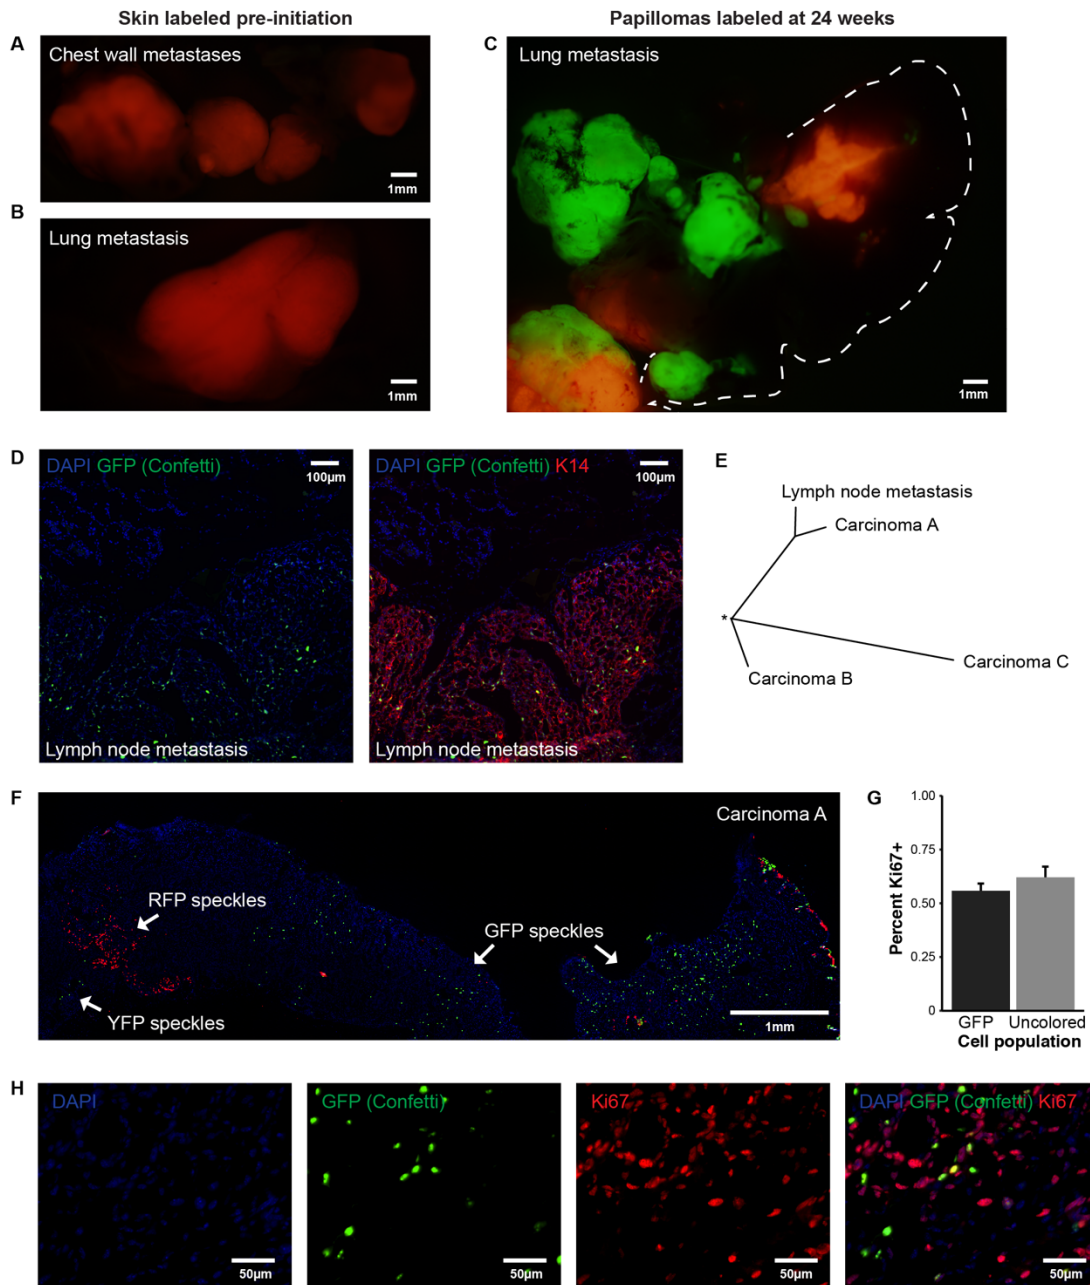 Skin labeled pre-initiation
Papillomas labeled at 24 weeks
A
Chest wall metastases
1mm
B
Lung metastasis
1mm
C
Lung metastasis
1mm
D
DAPI GFP (Confetti)
100µm
Lymph node metastasis
DAPI GFP (Confetti) K14
100µm
Lymph node metastasis
E
Lymph node metastasis
Carcinoma A
*
Carcinoma C
Carcinoma B
F
Carcinoma A
RFP speckles
GFP speckles
YFP speckles
1mm
G
Percent Ki67+
1.00
0.75
0.50
0.25
0
GFP Uncolored
Cell population
H
DAPI
50µm
GFP (Confetti)
50µm
Ki67
50µm
DAPI GFP (Confetti) Ki67
50µm